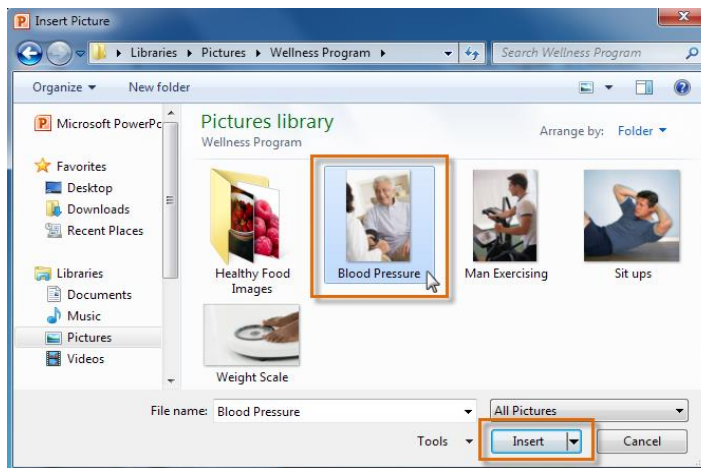 Insert Picture
Libraries Pictures Wellness Program
Search Wellness Program
Organize New folder
Microsoft PowerPo
Favorites
Desktop
Downloads
Recent Places
Libraries
Documents
Music
Pictures
Videos
Pictures library
Wellness Program
Arrange by: Folder
Healthy Food
Images
Blood Pressure
Man Exercising
Sit ups
Weight Scale
File name: Blood Pressure
All Pictures
Tools Insert Cancel